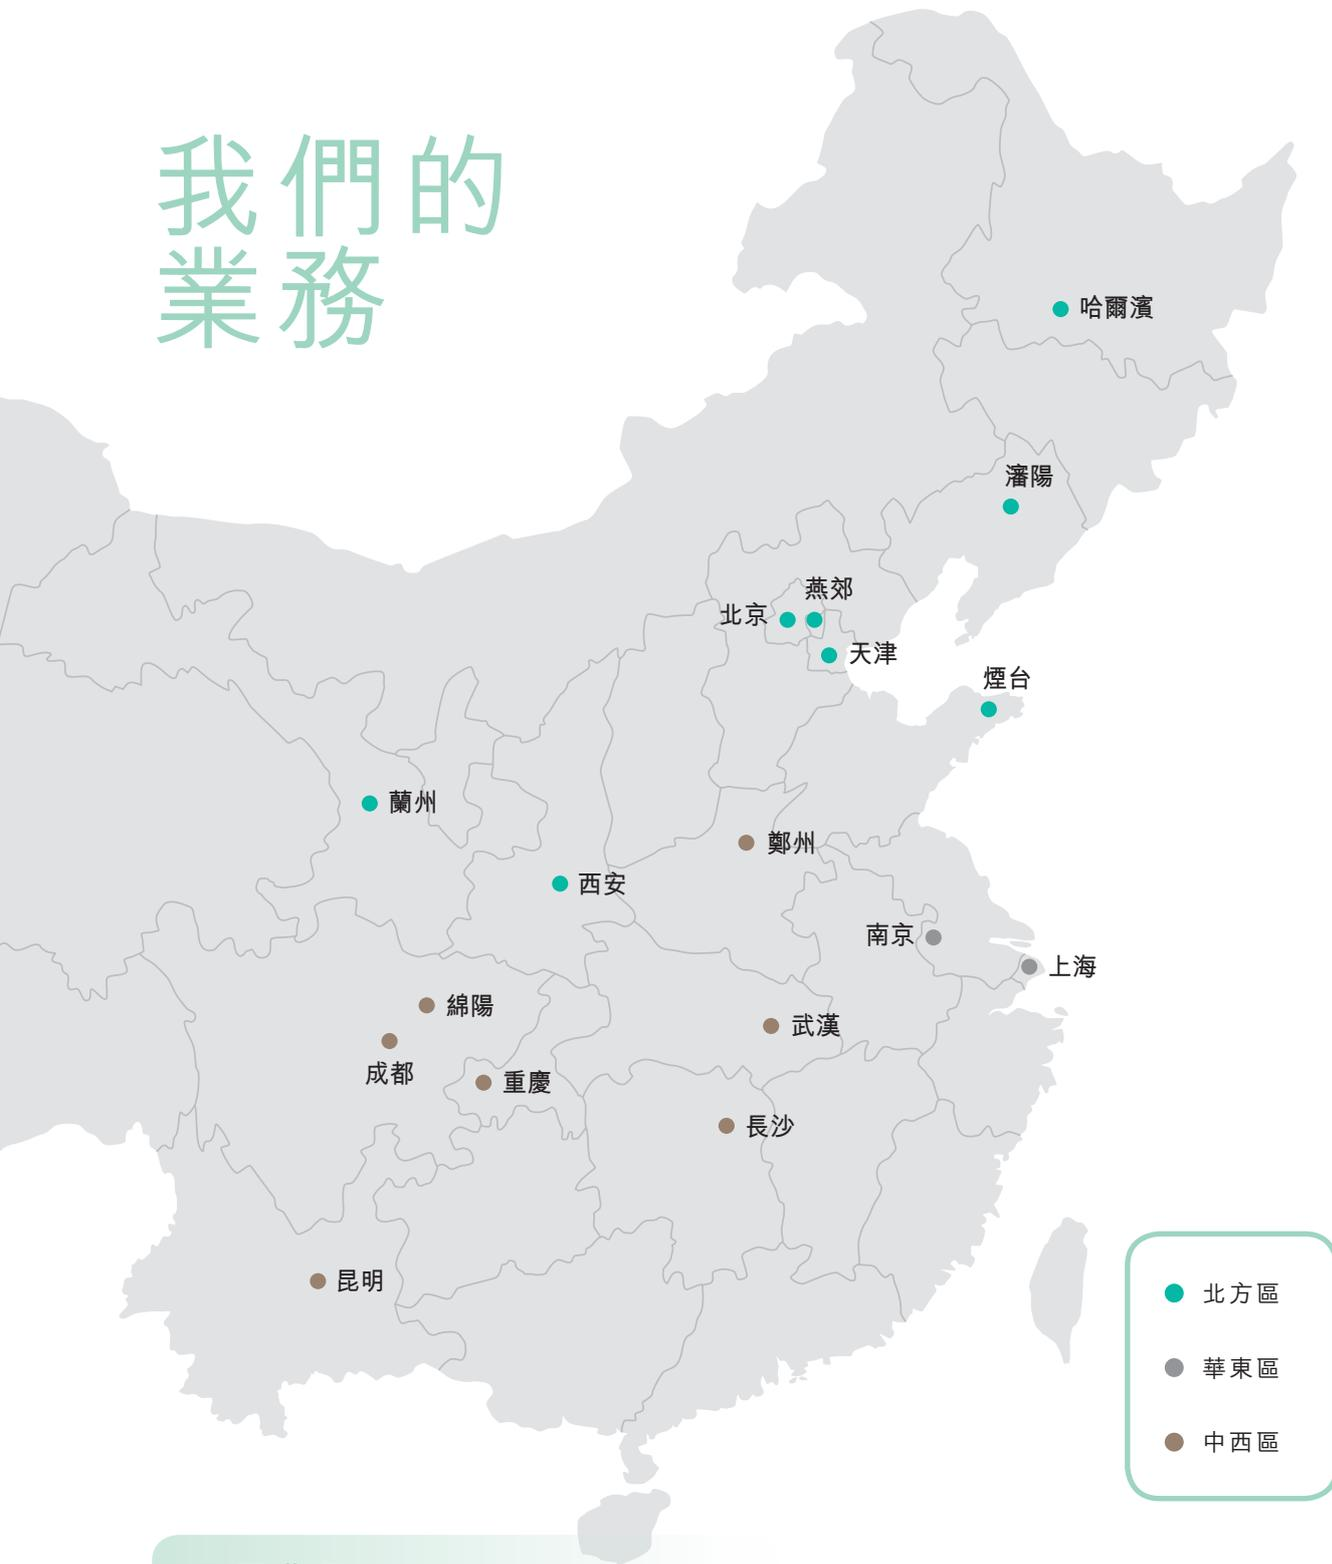 我們的
業務
哈爾濱
瀋陽
燕郊
北京
天津
煙台
蘭州
鄭州
西安
南京
上海
綿陽
武漢
成都
重慶
長沙
昆明
北方區
華東區
中西區